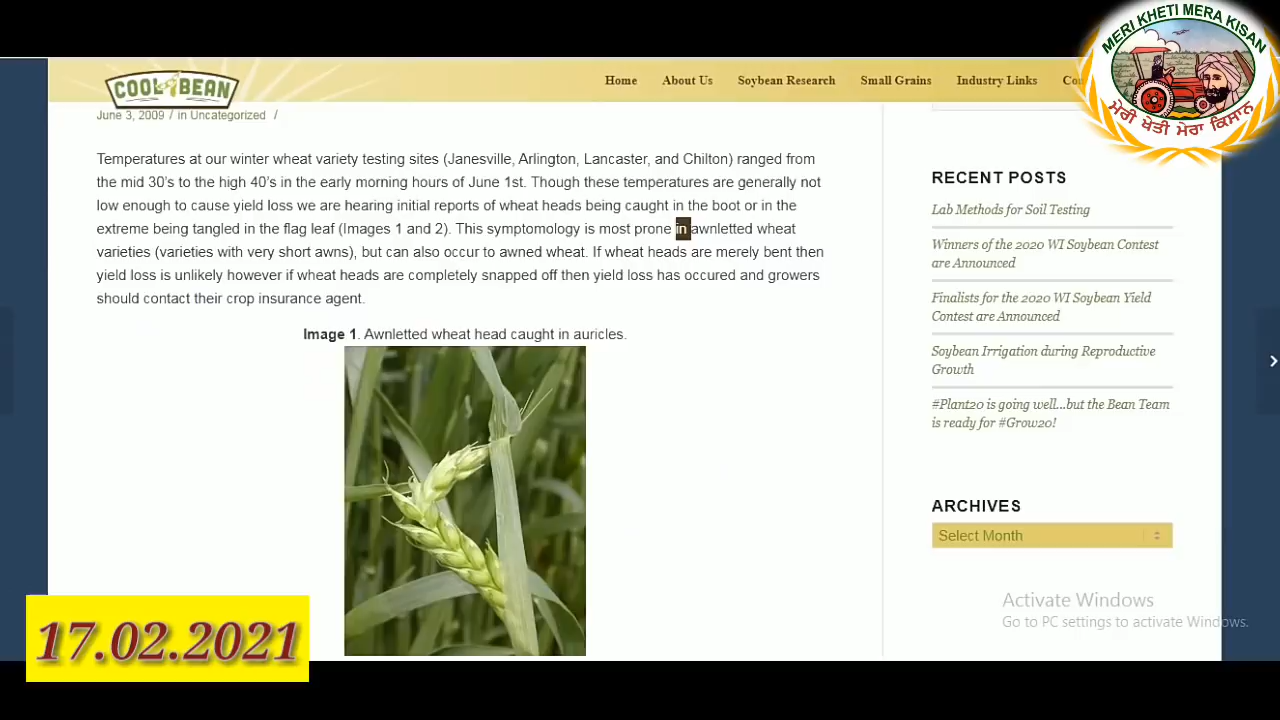 MERI KHETI MERA KISAN
ਮੇਰੀ ਖੇਤੀ ਮੇਰਾ ਕਿਸਾਨ
COOL BEAN
Home About Us Soybean Research Small Grains Industry Links
June 3, 2009 / in Uncategorized /
Temperatures at our winter wheat variety testing sites (Janesville, Arlington, Lancaster, and Chilton) ranged from
the mid 30's to the high 40's in the early morning hours of June 1st. Though these temperatures are generally not
low enough to cause yield loss we are hearing initial reports of wheat heads being caught in the boot or in the
extreme being tangled in the flag leaf (Images 1 and 2). This symptomology is most prone in awnletted wheat
varieties (varieties with very short awns), but can also occur to awned wheat. If wheat heads are merely bent then
yield loss is unlikely however if wheat heads are completely snapped off then yield loss has occured and growers
should contact their crop insurance agent.
Image 1. Awnletted wheat head caught in auricles.
RECENT POSTS
Lab Methods for Soil Testing
Winners of the 2020 WI Soybean Contest
are Announced
Finalists for the 2020 WI Soybean Yield
Contest are Announced
Soybean Irrigation during Reproductive
Growth
#Plant20 is going well...but the Bean Team
is ready for #Grow20!
ARCHIVES
Select Month
Activate Windows
Go to PC settings to activate Windows.
17.02.2021